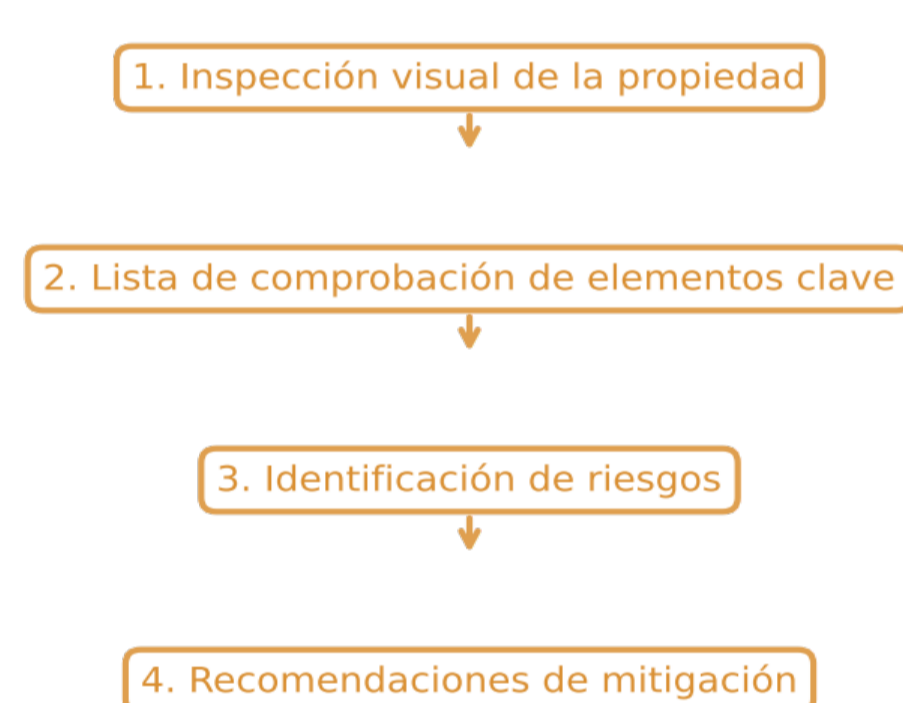 1. Inspección visual de la propiedad
2. Lista de comprobación de elementos clave
3. Identificación de riesgos
4. Recomendaciones de mitigación